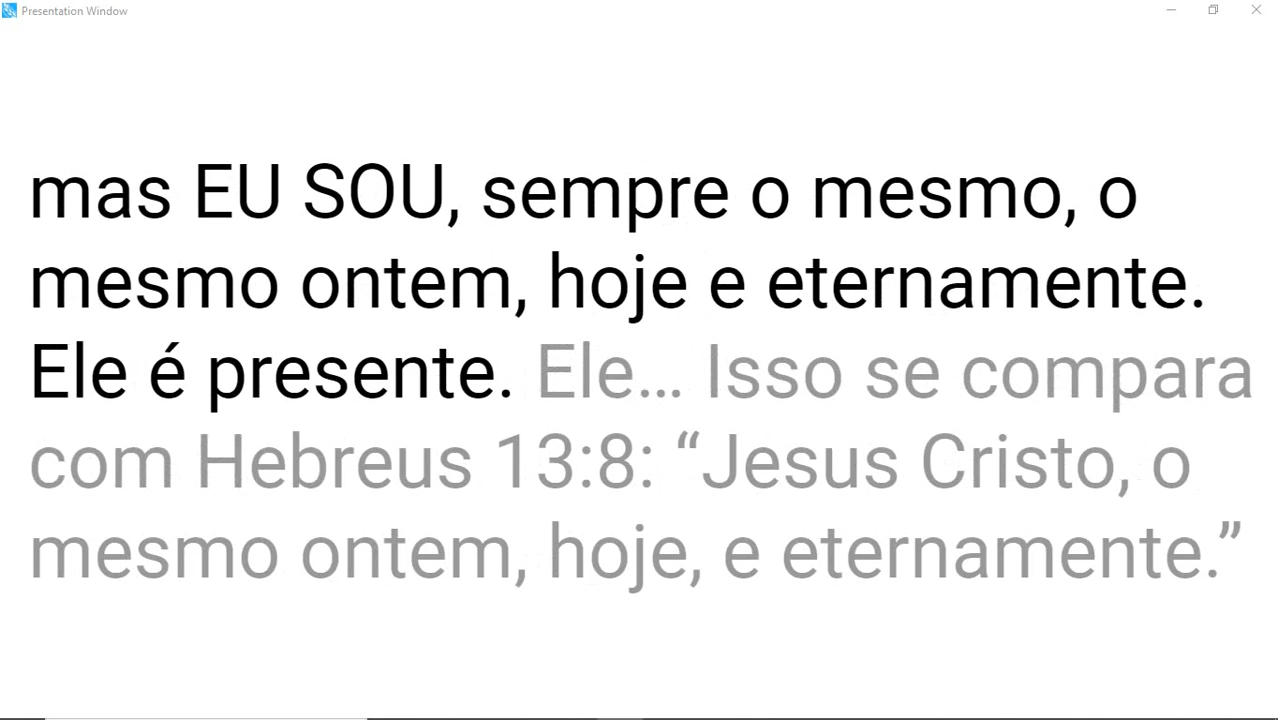 Presentation Window
mas EU SOU, sempre o mesmo, o
mesmo ontem, hoje e eternamente.
Ele é presente. Ele… Isso se compara
com Hebreus 13:8: “Jesus Cristo, o
mesmo ontem, hoje, e eternamente.”